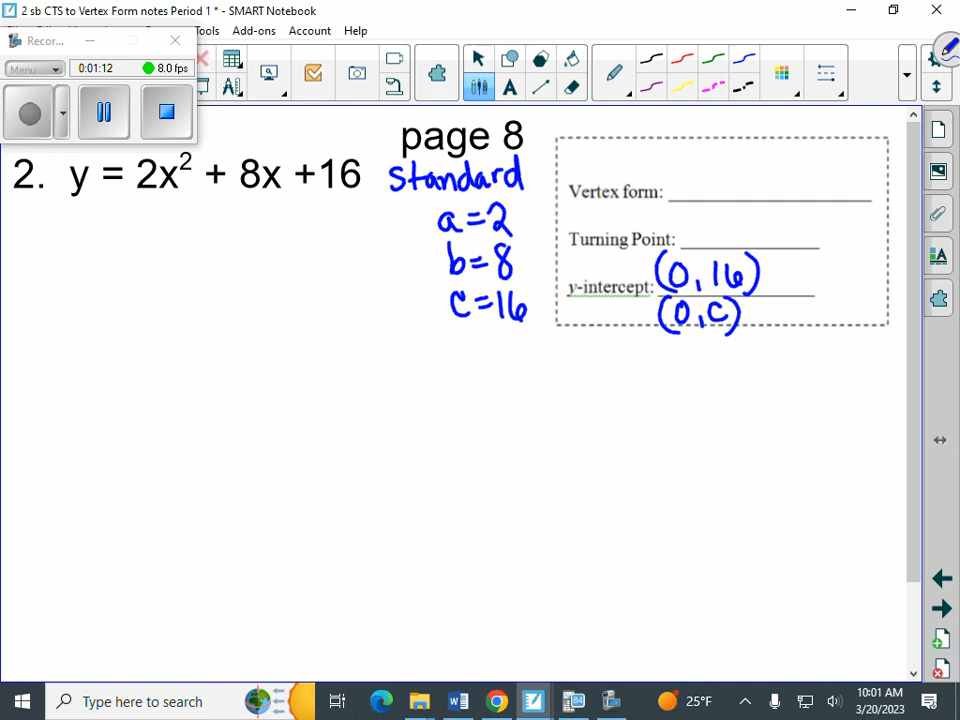 2 sb CTS to Vertex Form notes Period 1 * - SMART Notebook
Tools Add-ons Account Help
Recor...
Menu 0:01:12 8.0 fps
page 8
2. y = 2x² + 8x +16
standard
a=2
b=8
c=16
Vertex form:
Turning Point:
(0, 16)
y-intercept:
(0, c)
Type here to search
25°F
10:01 AM
3/20/2023